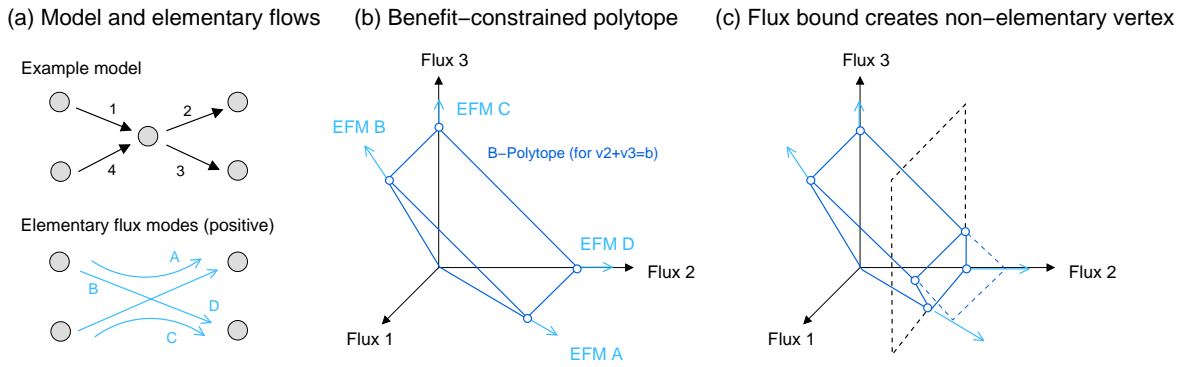 (a) Model and elementary flows
Example model
1
2
4
3
Elementary flux modes (positive)
A
B
D
C
(b) Benefit−constrained polytope
Flux 3
EFM C
EFM B
B−Polytope (for v2+v3=b)
EFM D
Flux 2
Flux 1
EFM A
(c) Flux bound creates non−elementary vertex
Flux 3
Flux 2
Flux 1